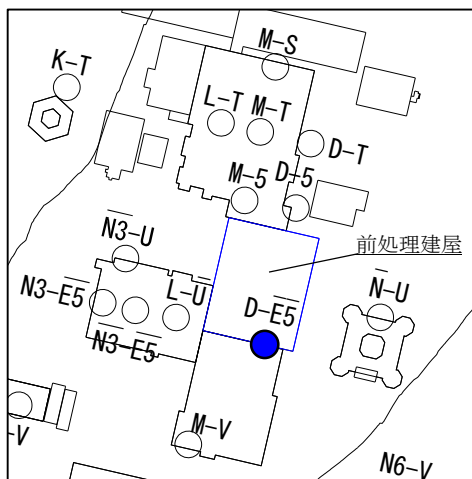 M-S
K-T
L-T
M-T
D-T
M-5
D-5
N3-U
前処理建屋
N3-E5
L-U
N-U
D-E5
N3-E5
-V
M-V
N6-V